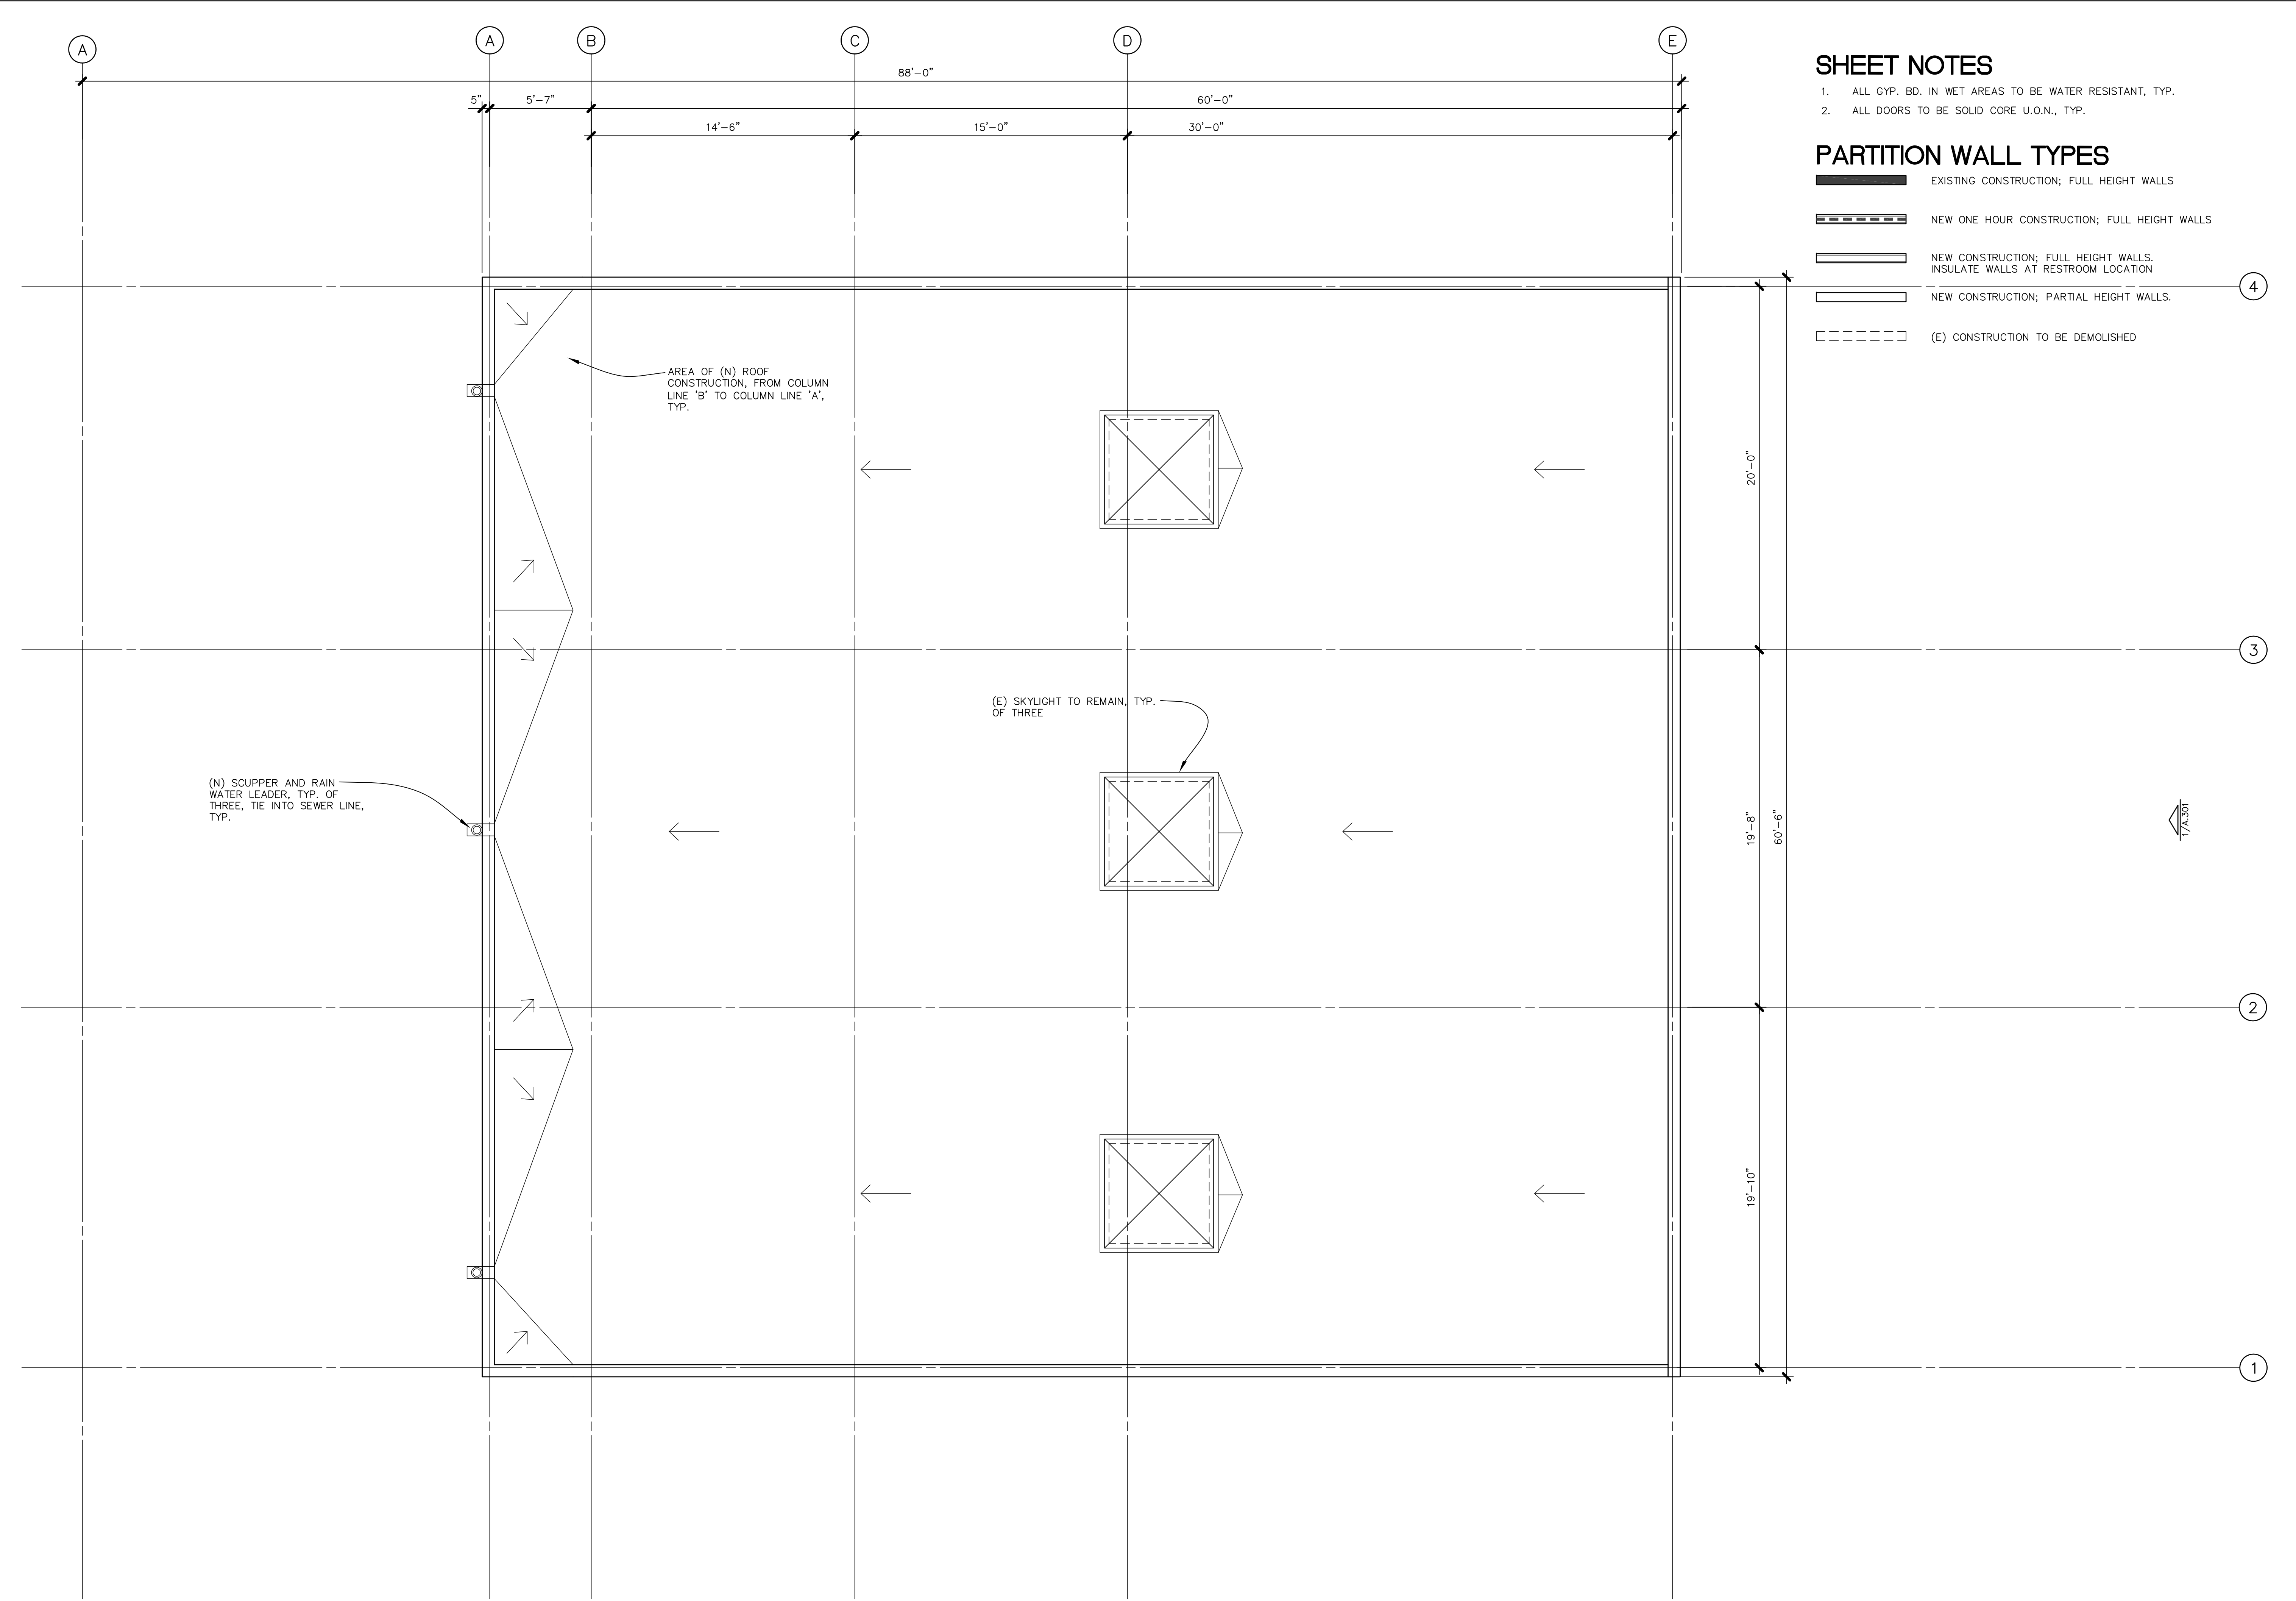 A
A
B
C
D
E
88'-0"
5"
5'-7"
60'-0"
14'-6"
15'-0"
30'-0"
SHEET NOTES
1. ALL GYP. BD. IN WET AREAS TO BE WATER RESISTANT, TYP.
2. ALL DOORS TO BE SOLID CORE U.O.N., TYP.
PARTITION WALL TYPES
EXISTING CONSTRUCTION; FULL HEIGHT WALLS
NEW ONE HOUR CONSTRUCTION; FULL HEIGHT WALLS
NEW CONSTRUCTION; FULL HEIGHT WALLS.
INSULATE WALLS AT RESTROOM LOCATION
NEW CONSTRUCTION; PARTIAL HEIGHT WALLS.
(E) CONSTRUCTION TO BE DEMOLISHED
4
AREA OF (N) ROOF
CONSTRUCTION, FROM COLUMN
LINE 'B' TO COLUMN LINE 'A',
TYP.
20'-0"
3
(E) SKYLIGHT TO REMAIN, TYP.
OF THREE
(N) SCUPPER AND RAIN
WATER LEADER, TYP. OF
THREE, TIE INTO SEWER LINE,
TYP.
19'-8"
60'-6"
1/A.301
2
19'-10"
1